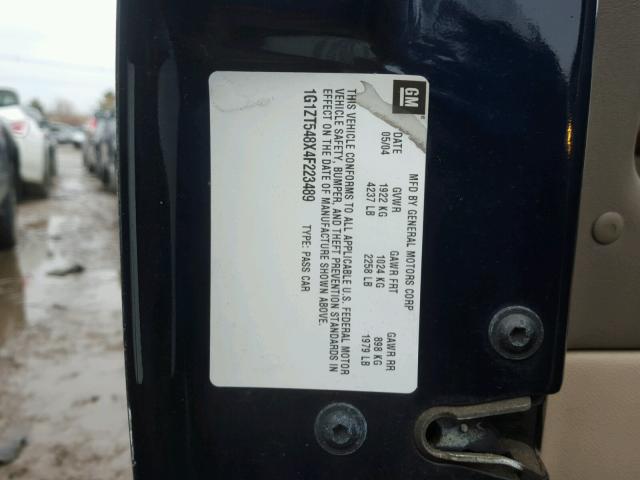 GM
MFD BY GENERAL MOTORS CORP
DATE GVWR GAWR FRT GAWR RR
05/04 1922 KG 1024 KG 898 KG
4237 LB 2258 LB 1979 LB
THIS VEHICLE CONFORMS TO ALL APPLICABLE U.S. FEDERAL MOTOR
VEHICLE SAFETY, BUMPER, AND THEFT PREVENTION STANDARDS IN
EFFECT ON THE DATE OF MANUFACTURE SHOWN ABOVE.
1G1ZT548X4F223489 TYPE: PASS CAR